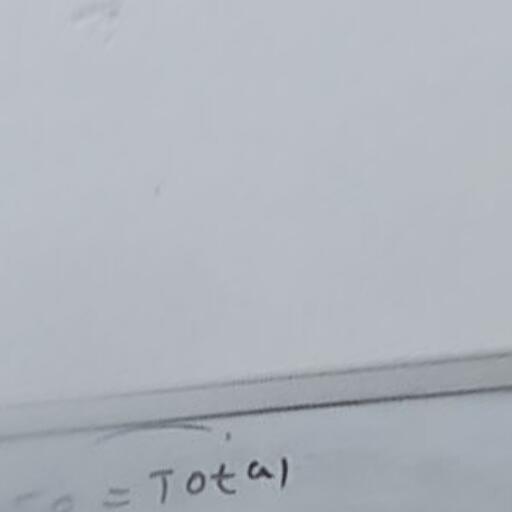 = Total